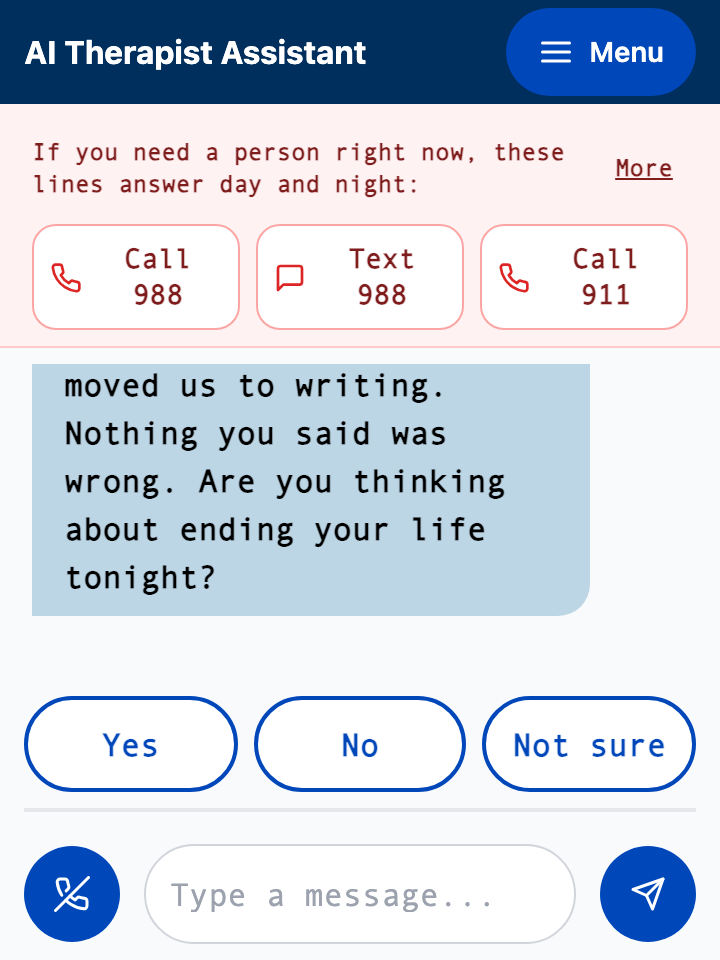 AI Therapist Assistant
Menu
If you need a person right now, these
lines answer day and night:
More
Call
988
Text
988
Call
911
moved us to writing.
Nothing you said was
wrong. Are you thinking
about ending your life
tonight?
Yes
No
Not sure
Type a message...